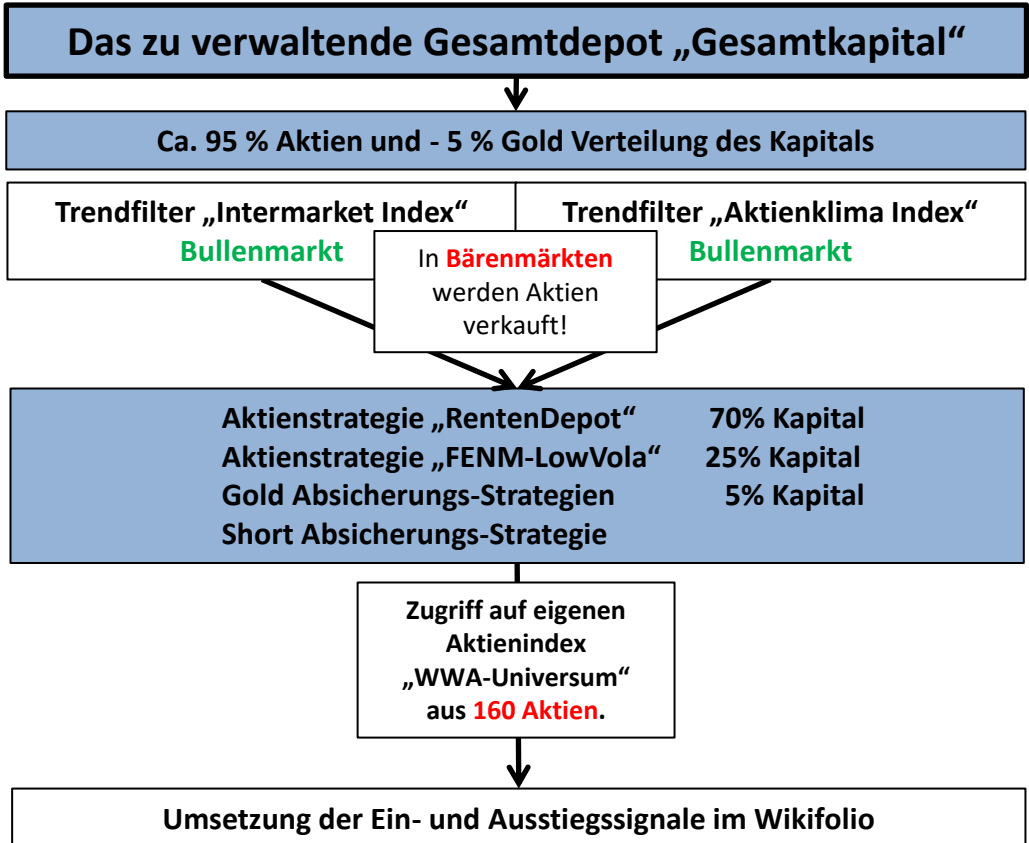 Das zu verwaltende Gesamtdepot „Gesamtkapital“
Ca. 95 % Aktien und - 5 % Gold Verteilung des Kapitals
Trendfilter „Intermarket Index“
Bullenmarkt
Trendfilter „Aktienklima Index“
Bullenmarkt
In Bärenmärkten
werden Aktien
verkauft!
Aktienstrategie „RentenDepot“ 70% Kapital
Aktienstrategie „FENM-LowVola“ 25% Kapital
Gold Absicherungs-Strategien 5% Kapital
Short Absicherungs-Strategie
Zugriff auf eigenen
Aktienindex
„WWA-Universum“
aus 160 Aktien.
Umsetzung der Ein- und Ausstiegssignale im Wikifolio